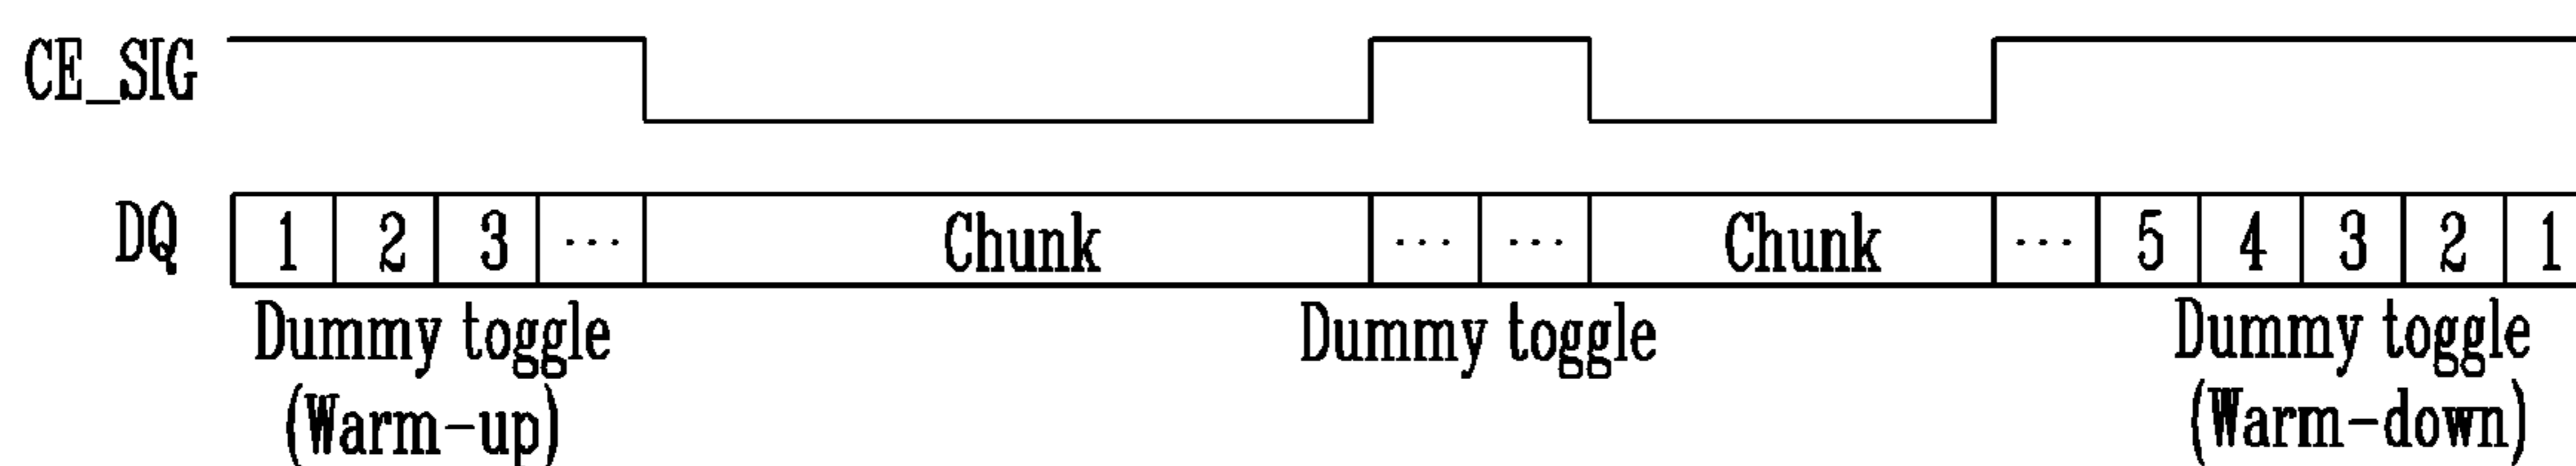 CE_SIG
DQ 1 2 3 ... Chunk ... ... Chunk ... 5 4 3 2 1
Dummy toggle Dummy toggle Dummy toggle
(Warm-up) (Warm-down)